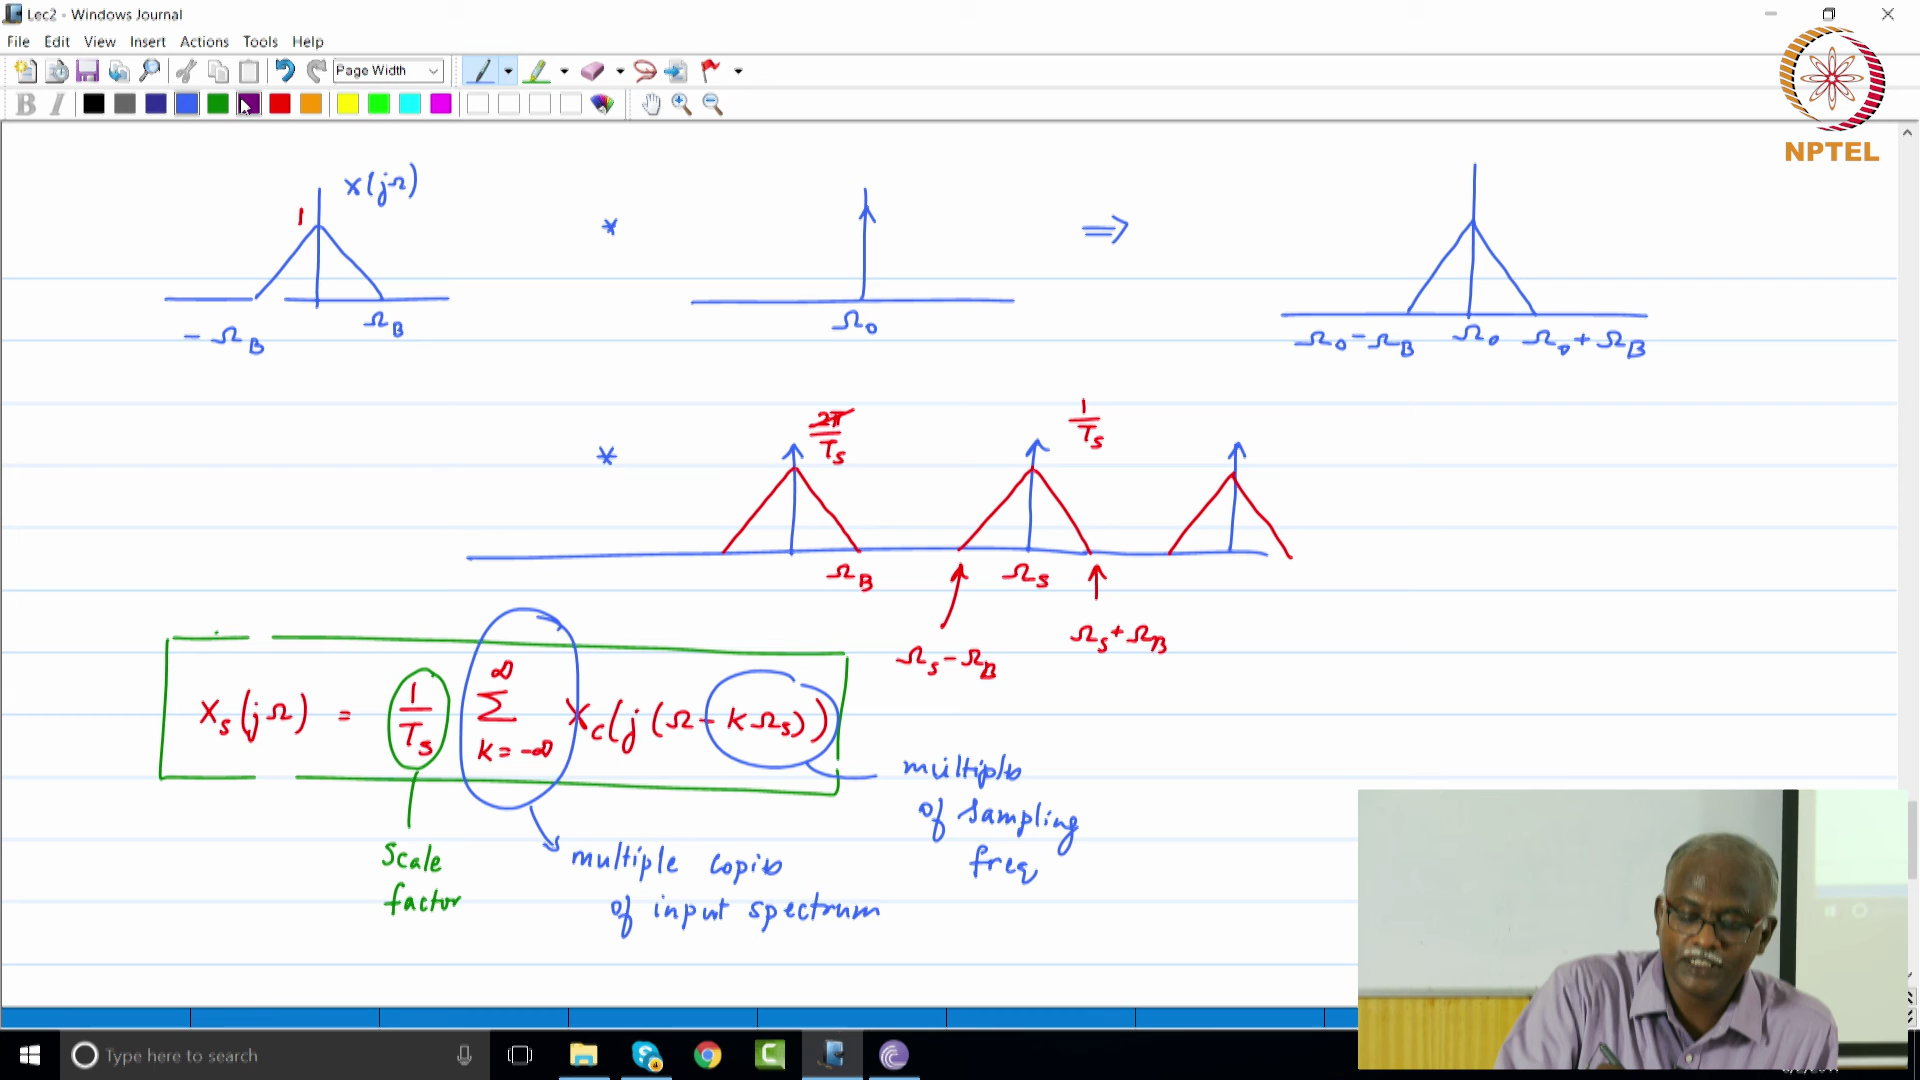 Lec2 - Windows Journal
File Edit View Insert Actions Tools Help
Page Width
B I
NPTEL
X(jΩ)
1
* ⇒
-Ω_B Ω_B
Ω_0
Ω_0-Ω_B Ω_0 Ω_0+Ω_B
*
2π/T_s
1/T_s
Ω_B Ω_s
Ω_s-Ω_B
Ω_s+Ω_B
X_s(jΩ) = 1/T_s ∑_{k=-∞}^{∞} X_c(j(Ω-kΩ_s))
Scale
factor
multiple copies
of input spectrum
multiples
of sampling
freq
Type here to search